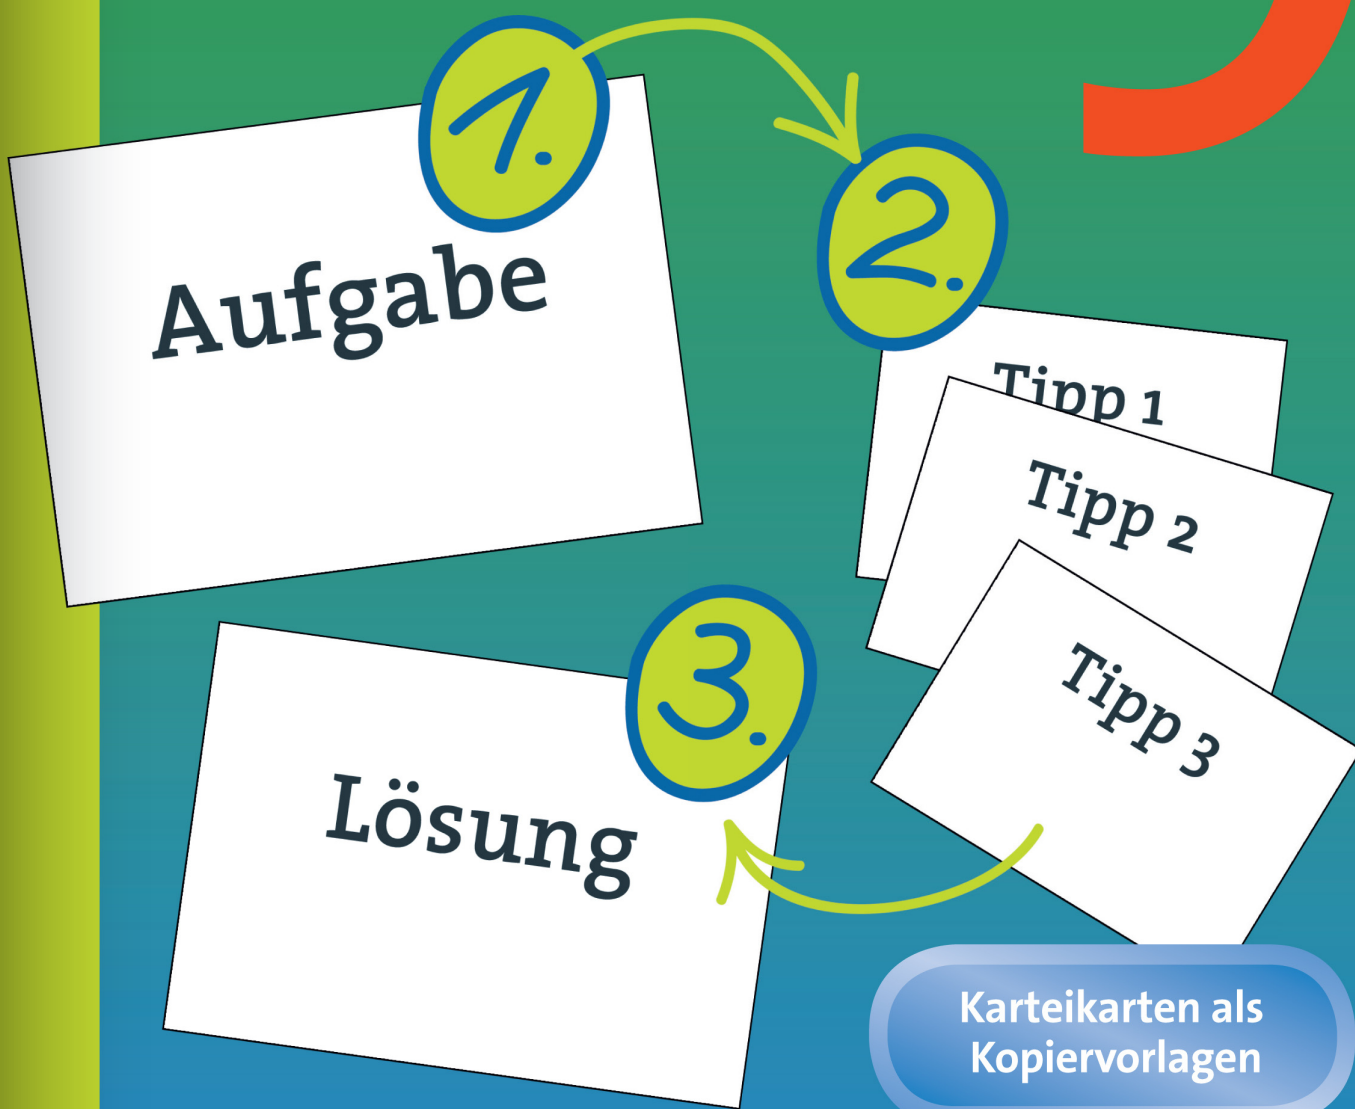 1.
Aufgabe
2.
Tipp 1
Tipp 2
Tipp 3
3.
Lösung
Karteikarten als
Kopiervorlagen